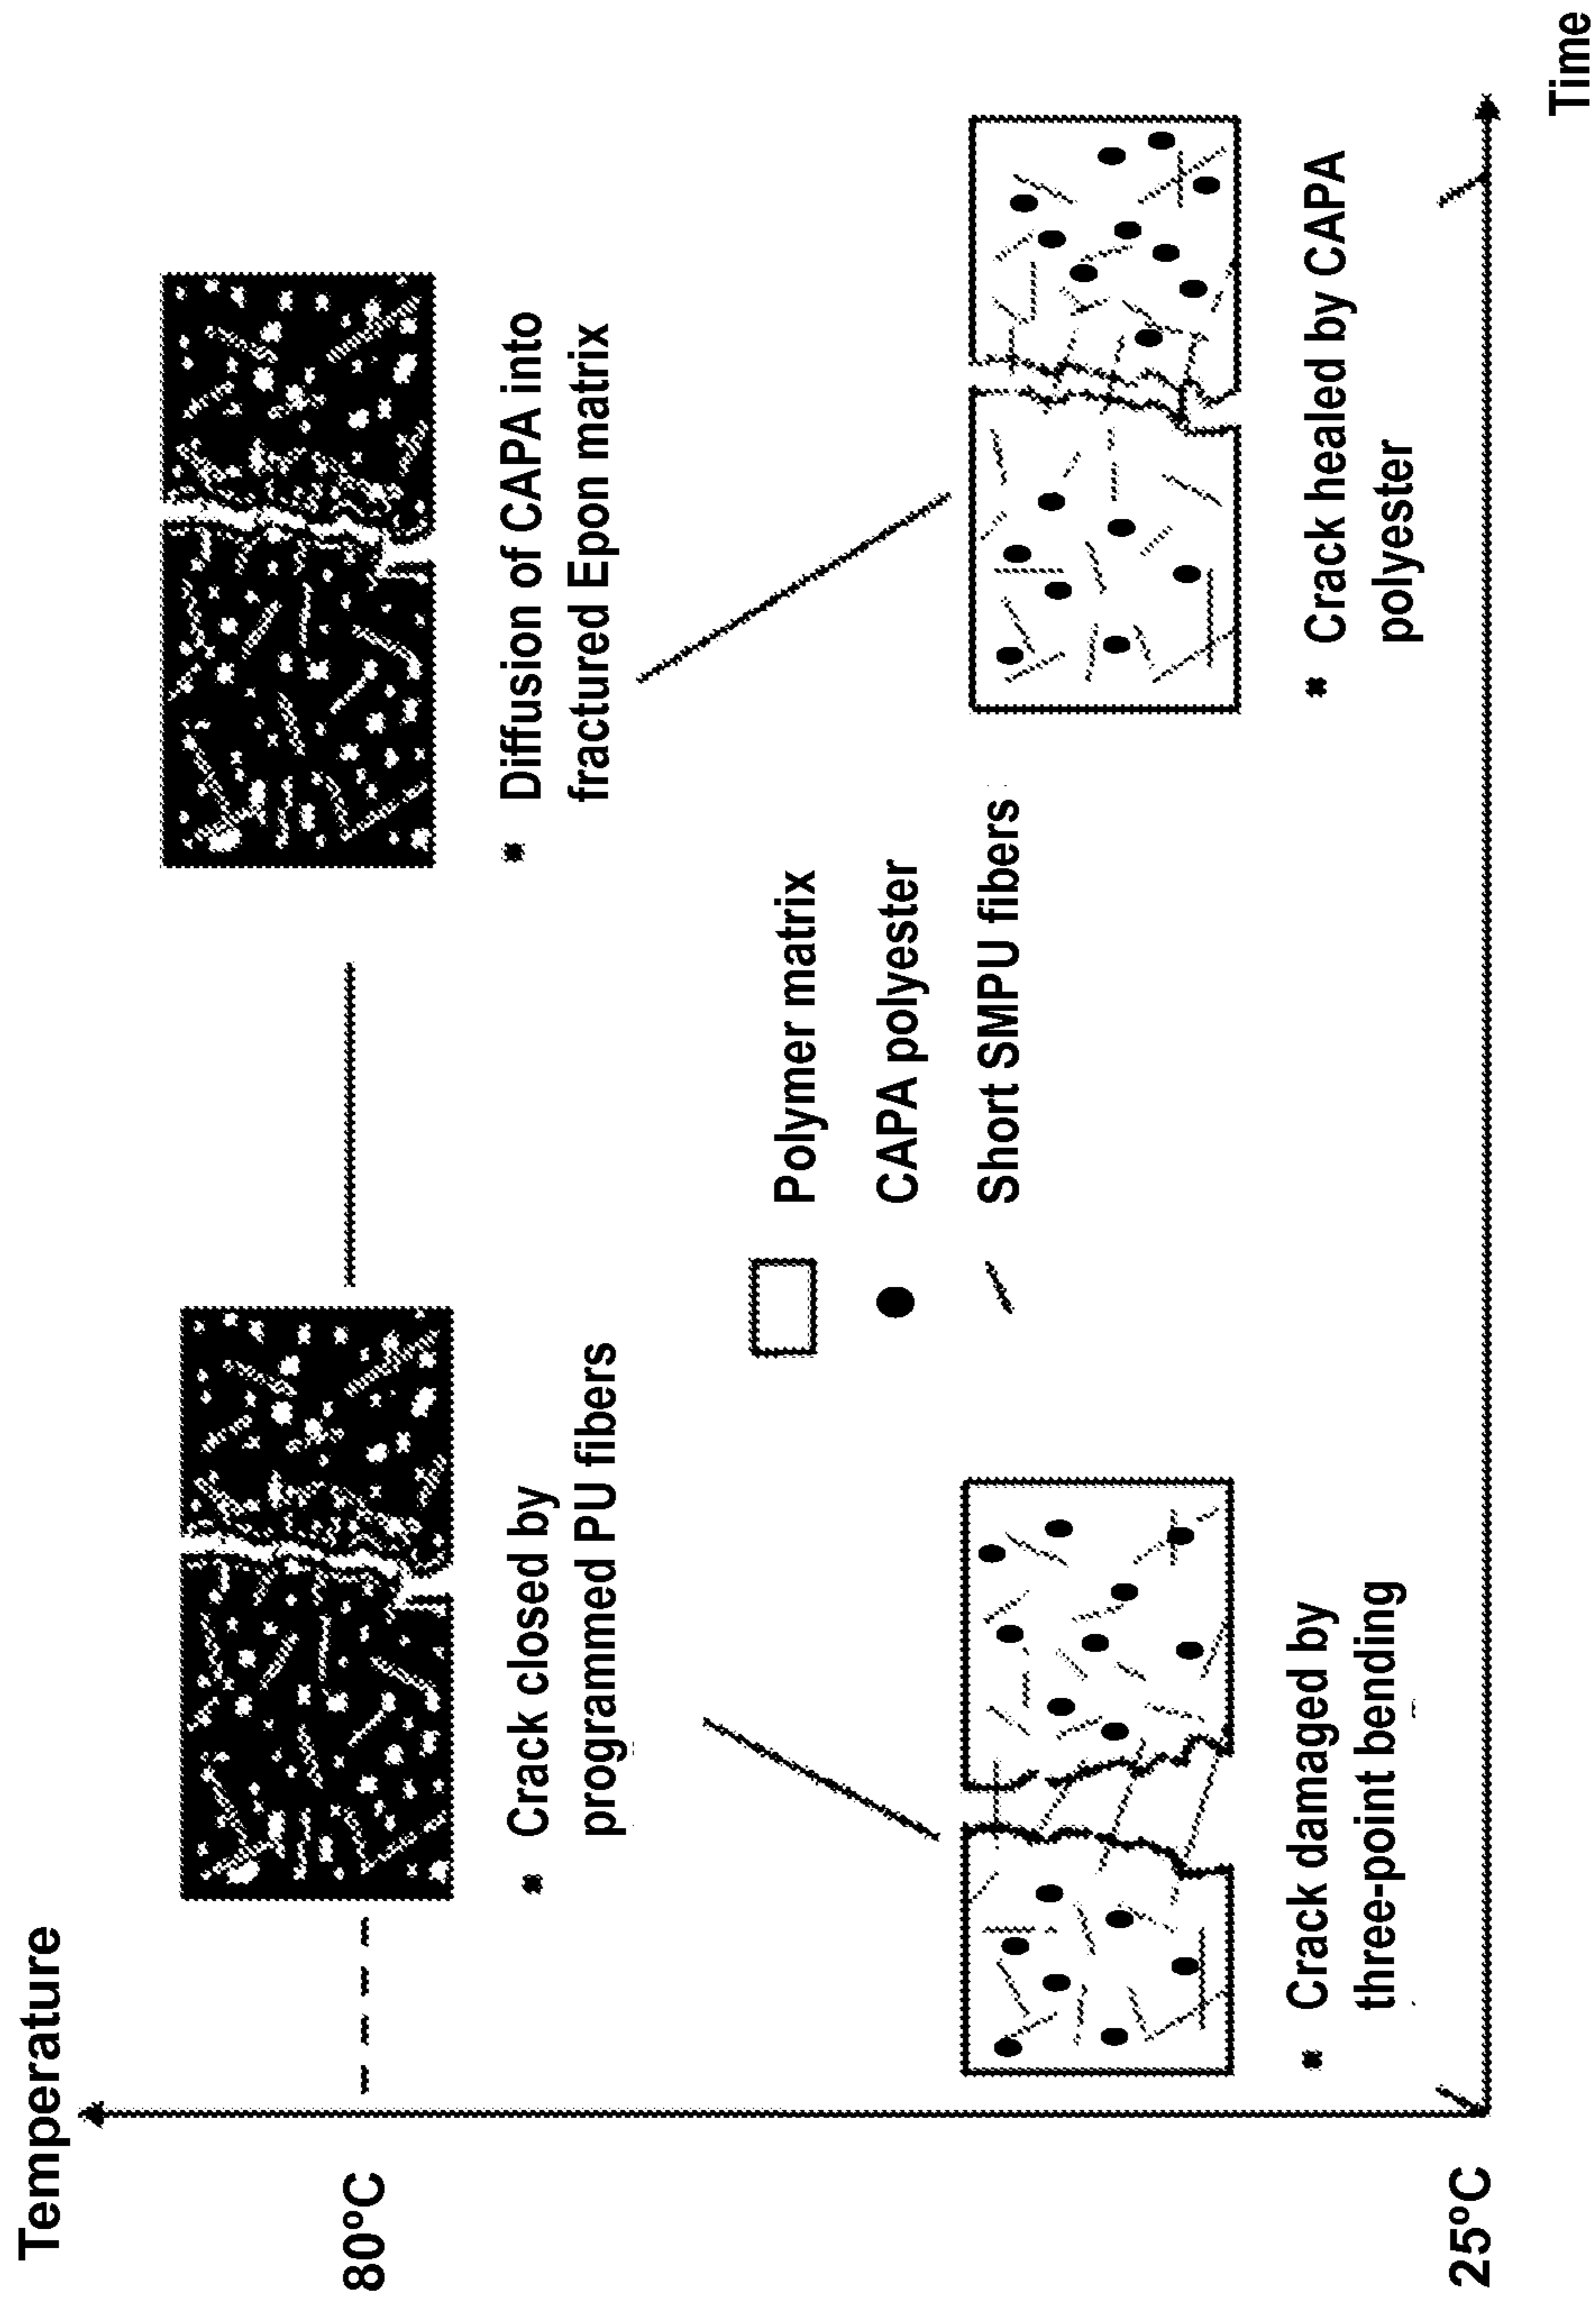 Temperature
80°C
25°C
Time
* Crack closed by
programmed PU fibers
* Diffusion of CAPA into
fractured Epon matrix
Polymer matrix
CAPA polyester
Short SMPU fibers
* Crack damaged by
three-point bending
* Crack healed by CAPA
polyester